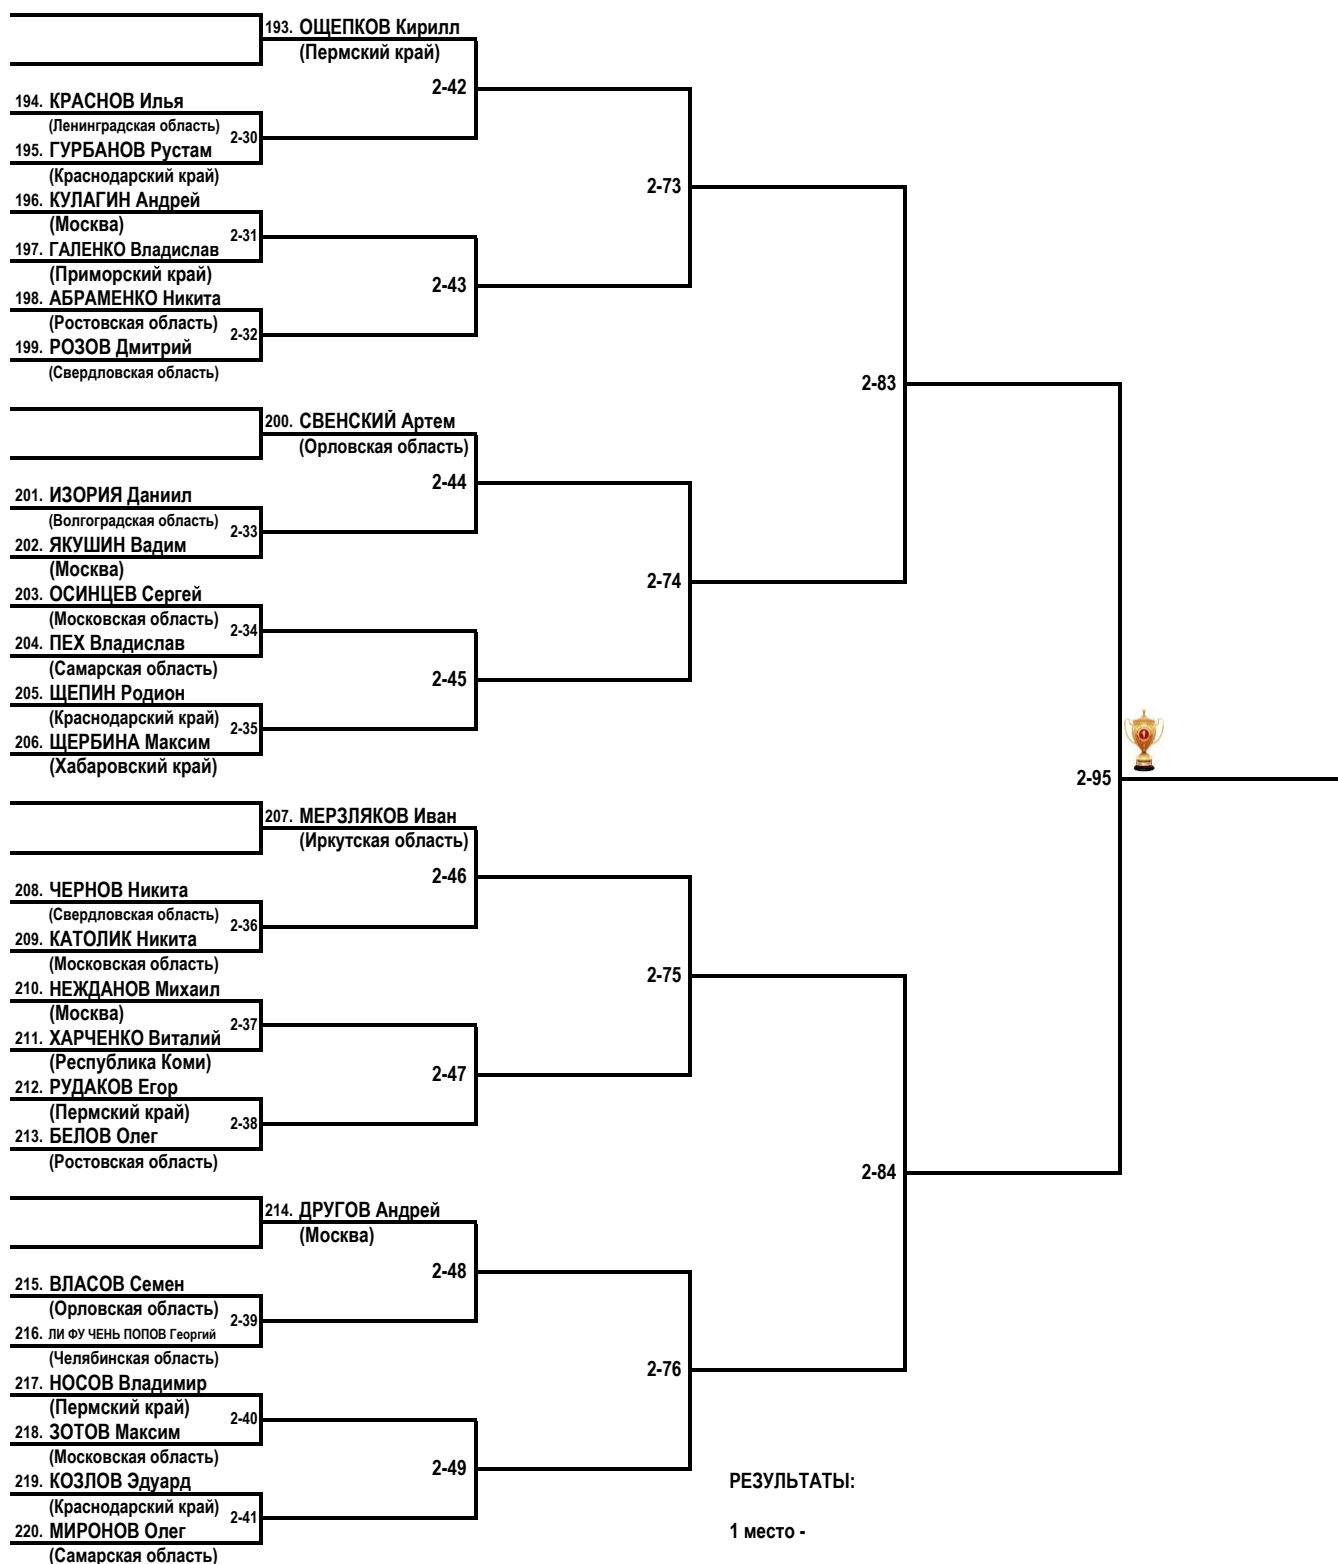 193. ОЩЕПКОВ Кирилл
(Пермский край)
2-42
194. КРАСНОВ Илья
(Ленинградская область)
2-30
195. ГУРБАНОВ Рустам
(Краснодарский край)
2-73
196. КУЛАГИН Андрей
(Москва)
2-31
197. ГАЛЕНКО Владислав
(Приморский край)
2-43
198. АБРАМЕНКО Никита
(Ростовская область)
2-32
199. РОЗОВ Дмитрий
(Свердловская область)
2-83
200. СВЕНСКИЙ Артем
(Орловская область)
2-44
201. ИЗОРИЯ Даниил
(Волгоградская область)
2-33
202. ЯКУШИН Вадим
(Москва)
2-74
203. ОСИНЦЕВ Сергей
(Московская область)
2-34
204. ПЕХ Владислав
(Самарская область)
2-45
205. ЩЕПИН Родион
(Краснодарский край)
2-35
206. ЩЕРБИНА Максим
(Хабаровский край)
1
2-95
207. МЕРЗЛЯКОВ Иван
(Иркутская область)
2-46
208. ЧЕРНОВ Никита
(Свердловская область)
2-36
209. КАТОЛИК Никита
(Московская область)
2-75
210. НЕЖДАНОВ Михаил
(Москва)
2-37
211. ХАРЧЕНКО Виталий
(Республика Коми)
2-47
212. РУДАКОВ Егор
(Пермский край)
2-38
213. БЕЛОВ Олег
(Ростовская область)
2-84
214. ДРУГОВ Андрей
(Москва)
2-48
215. ВЛАСОВ Семен
(Орловская область)
2-39
216. ЛИ ФУ ЧЕНЬ ПОПОВ Георгий
(Челябинская область)
2-76
217. НОСОВ Владимир
(Пермский край)
2-40
218. ЗОТОВ Максим
(Московская область)
2-49
219. КОЗЛОВ Эдуард
(Краснодарский край)
2-41
220. МИРОНОВ Олег
(Самарская область)
РЕЗУЛЬТАТЫ:
1 место -